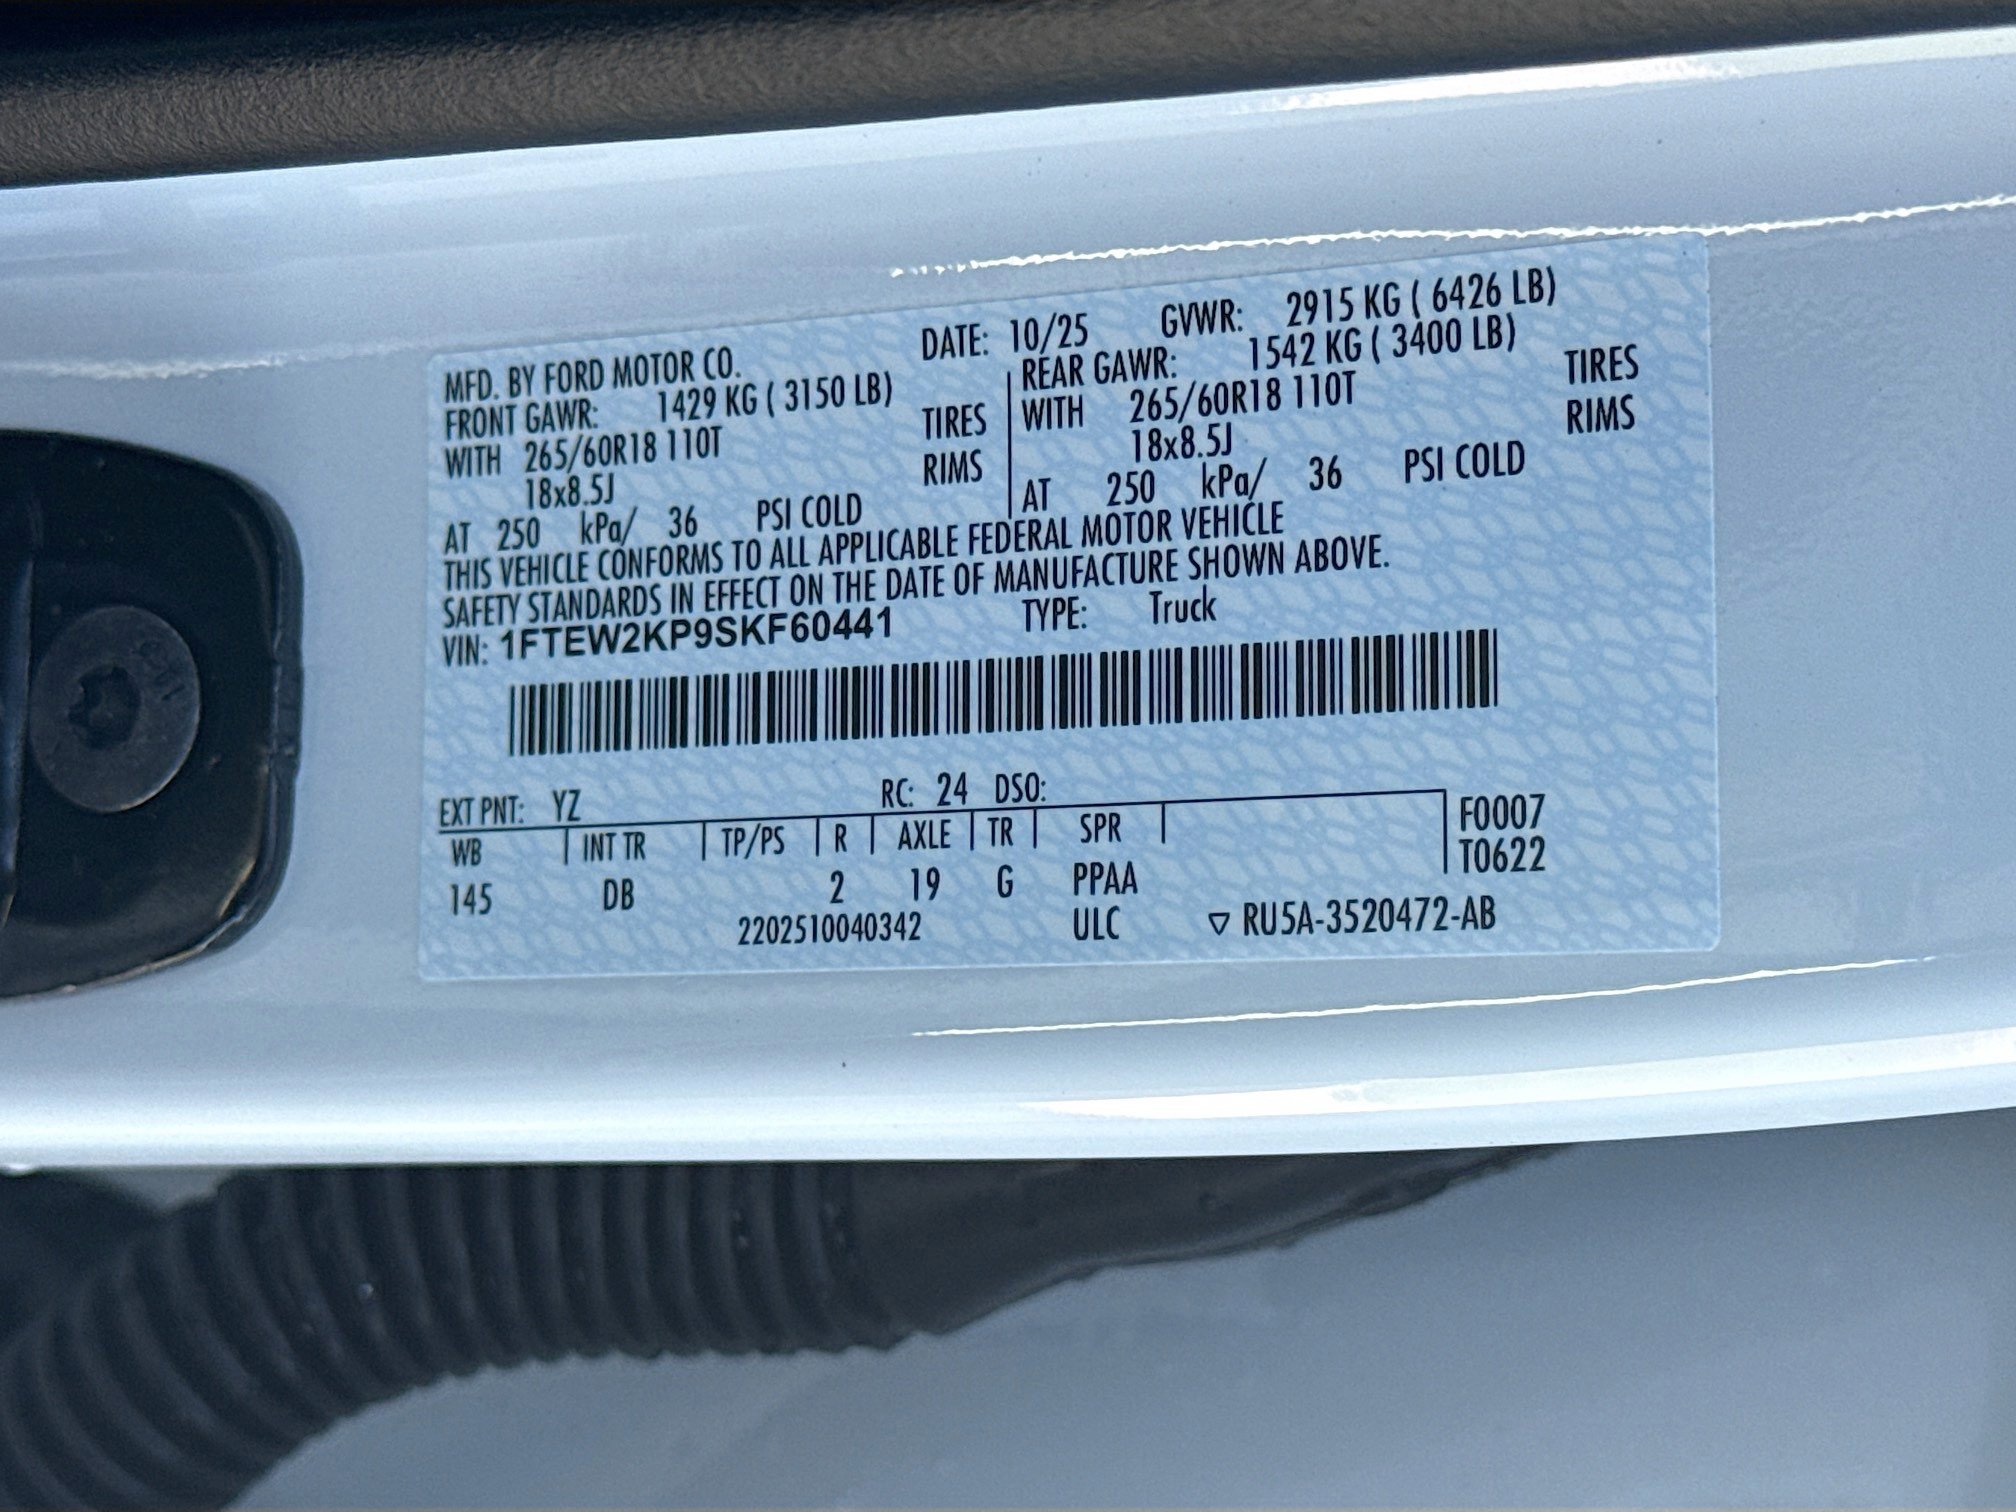 MFD. BY FORD MOTOR CO. DATE: 10/25 GVWR: 2915 KG ( 6426 LB)
FRONT GAWR: 1429 KG ( 3150 LB) REAR GAWR: 1542 KG ( 3400 LB)
WITH 265/60R18 110T TIRES WITH 265/60R18 110T TIRES
18x8.5J RIMS 18x8.5J RIMS
AT 250 kPa/ 36 PSI COLD AT 250 kPa/ 36 PSI COLD
THIS VEHICLE CONFORMS TO ALL APPLICABLE FEDERAL MOTOR VEHICLE
SAFETY STANDARDS IN EFFECT ON THE DATE OF MANUFACTURE SHOWN ABOVE.
VIN: 1FTEW2KP9SKF60441 TYPE: Truck
EXT PNT: YZ RC: 24 DSO:
WB INT TR TP/PS R AXLE TR SPR F0007
T0622
145 DB 2 19 G PPAA
2202510040342 ULC ▽ RU5A-3520472-AB